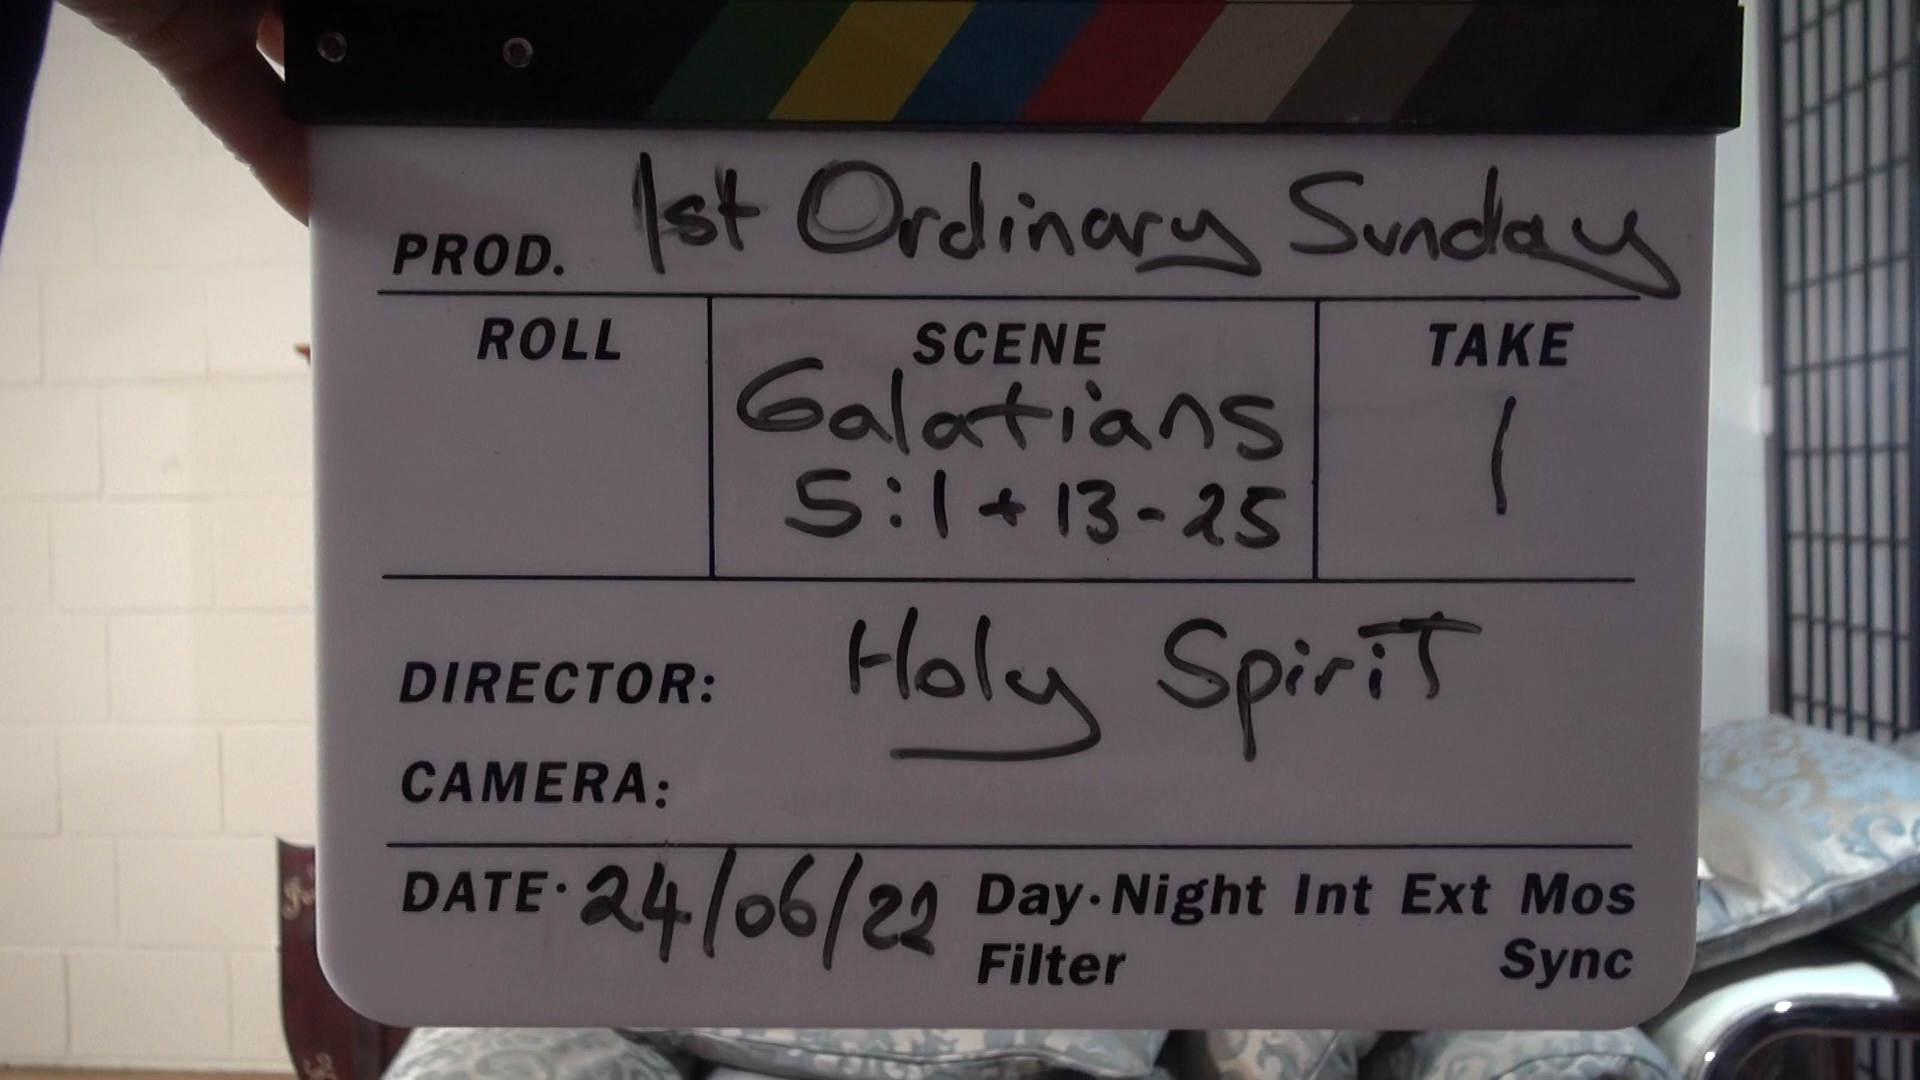 PROD. 1st Ordinary Sunday
ROLL SCENE TAKE
Galatians
5:1 + 13-25 1
DIRECTOR: Holy Spirit
CAMERA:
DATE· 24/06/22 Day·Night Int Ext Mos
Filter Sync